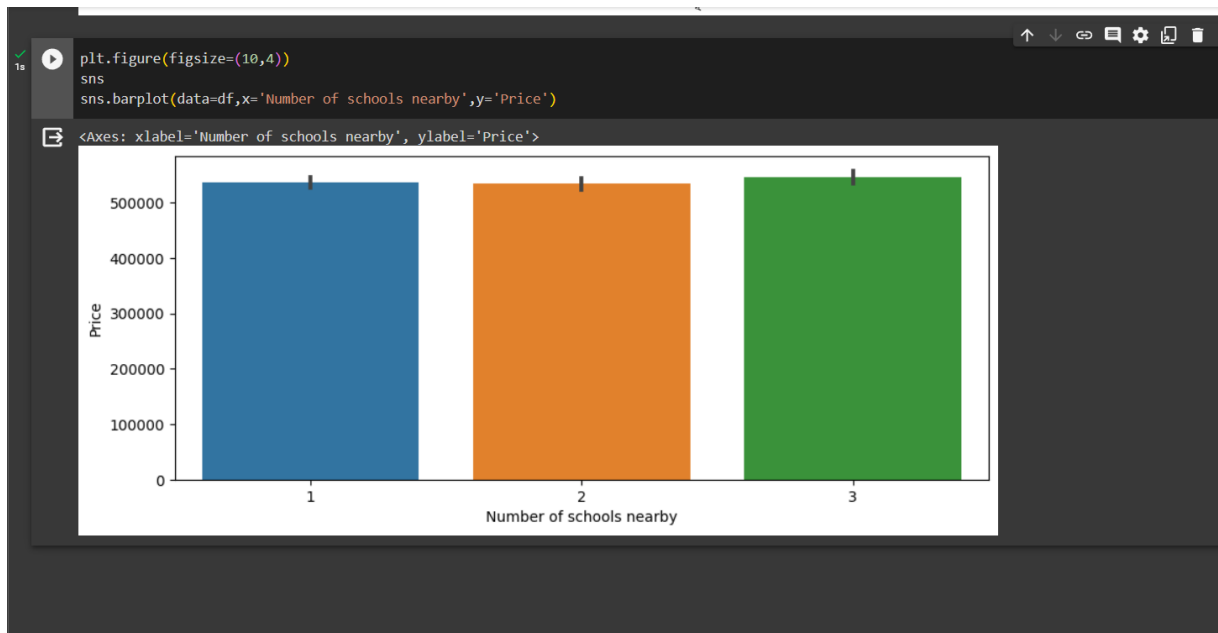 1s
plt.figure(figsize=(10,4))
sns
sns.barplot(data=df,x='Number of schools nearby',y='Price')
<Axes: xlabel='Number of schools nearby', ylabel='Price'>
500000
400000
300000
200000
100000
0
Price
1 2 3
Number of schools nearby